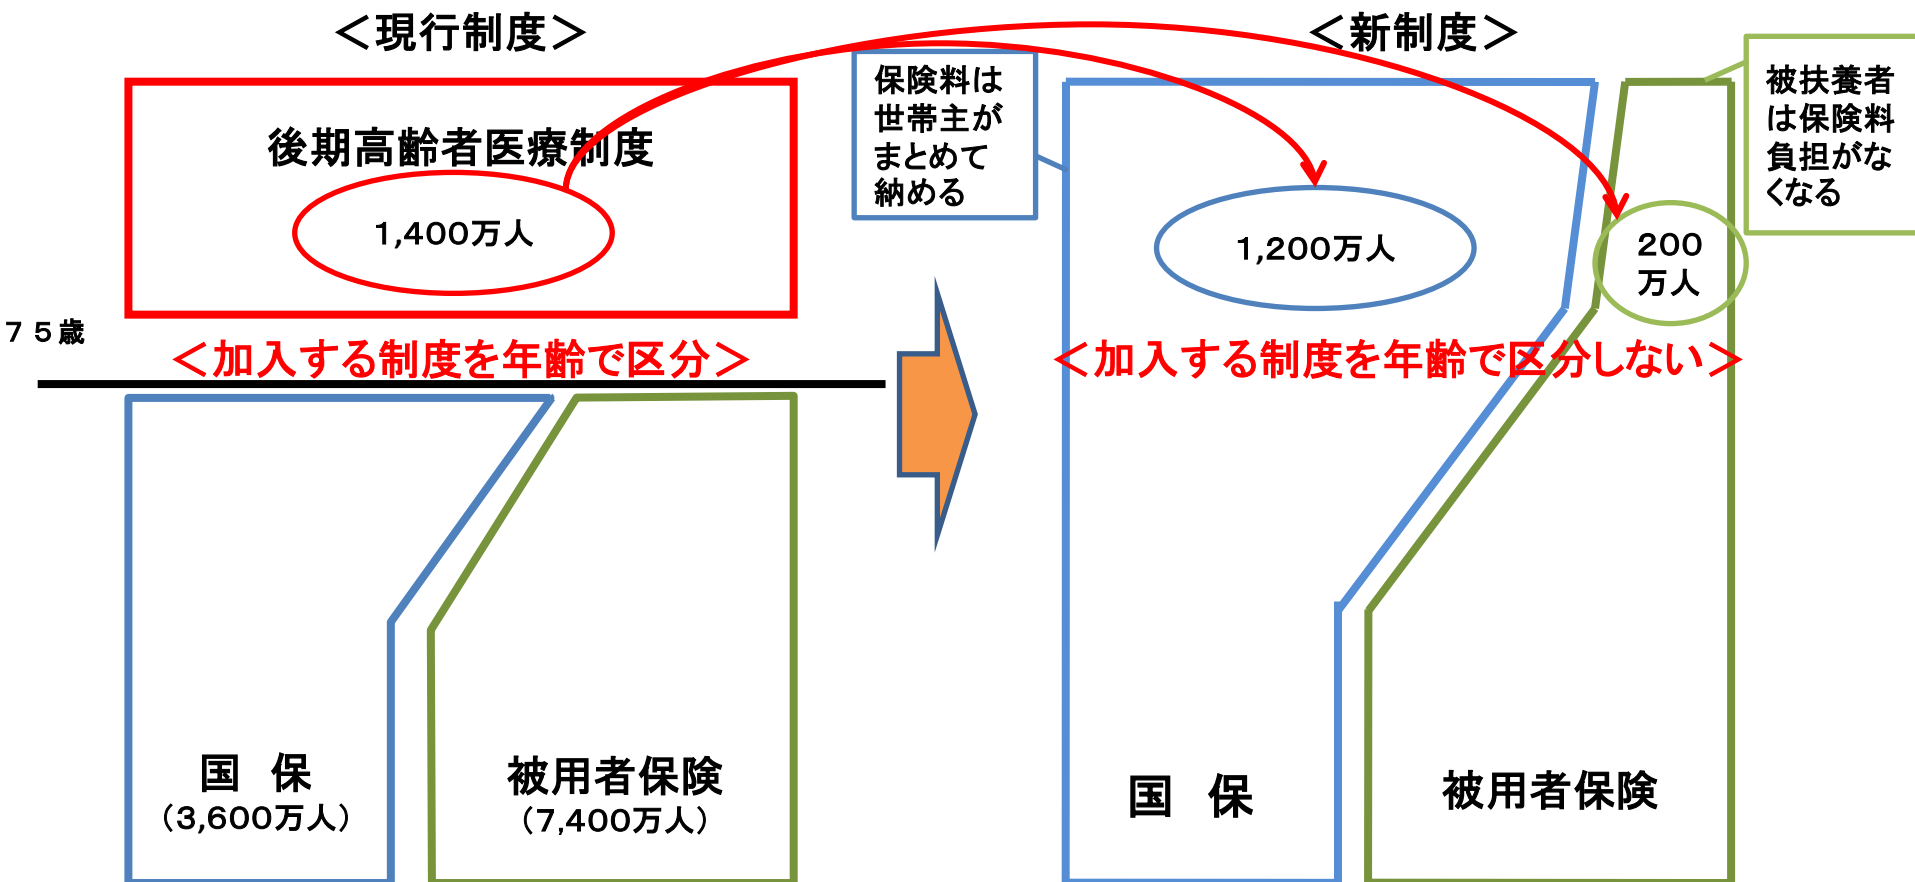 ＜現行制度＞
後期高齢者医療制度
１,４００万人
７５歳
＜加入する制度を年齢で区分＞
国　保
（３,６００万人）
被用者保険
（７,４００万人）
＜新制度＞
保険料は
世帯主が
まとめて
納める
１,２００万人
２００
万人
被扶養者
は保険料
負担がな
くなる
＜加入する制度を年齢で区分しない＞
国　保
被用者保険